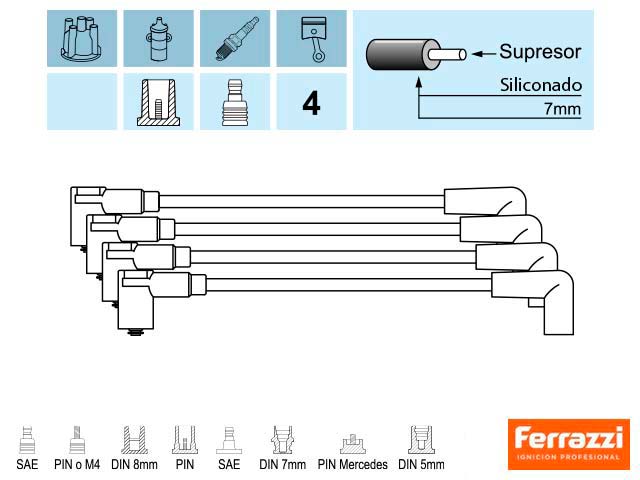 Supresor
Siliconado
4
7mm
SAE PIN o M4 DIN 8mm PIN SAE DIN 7mm PIN Mercedes DIN 5mm
Ferrazzi
IGNICIÓN PROFESIONAL